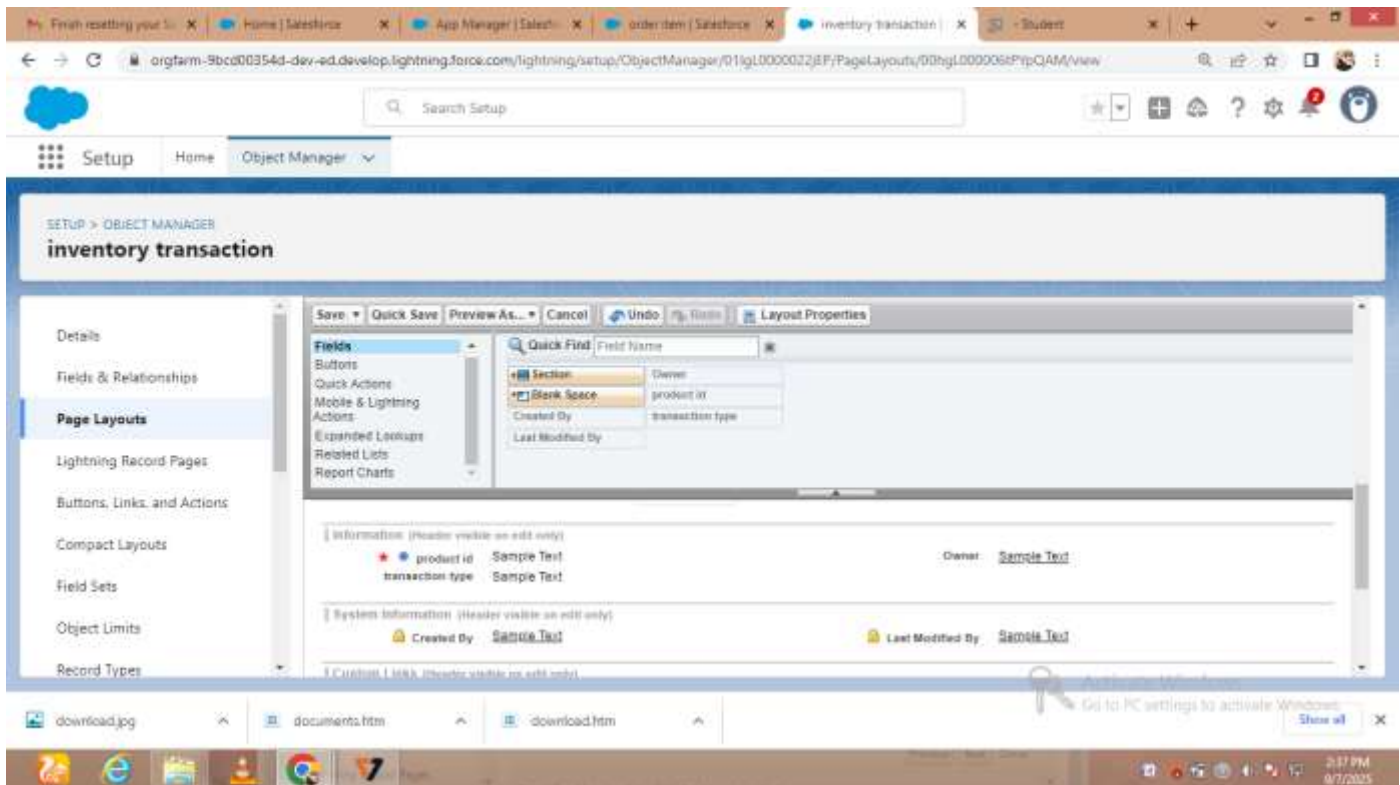 Finish resetting your
Home | Salesforce
App Manager | Salesf
order item | Salesforce
inventory transaction |
- Student
orgfarm-9bcd00354d-dev-ed.develop.lightning.force.com/lightning/setup/ObjectManager/
/PageLayouts/
/view
Search Setup
2
Setup
Home
Object Manager
SETUP > OBJECT MANAGER
inventory transaction
Details
Fields & Relationships
Page Layouts
Lightning Record Pages
Buttons, Links, and Actions
Compact Layouts
Field Sets
Object Limits
Record Types
Save Quick Save Preview As... Cancel Undo Redo Layout Properties
Fields
Buttons
Quick Actions
Mobile & Lightning
Actions
Expanded Lookups
Related Lists
Report Charts
Quick Find Field Name
Section Owner
Blank Space product id
Created By transaction type
Last Modified By
Information (Header visible on edit only)
product id Sample Text Owner Sample Text
transaction type Sample Text
System Information (Header visible on edit only)
Created By Sample Text Last Modified By Sample Text
Custom Links (Header visible on edit only)
Activate Windows
Go to PC settings to activate Windows.
download.jpg
documents.htm
download.htm
Show all
2:37 PM
9/7/2025